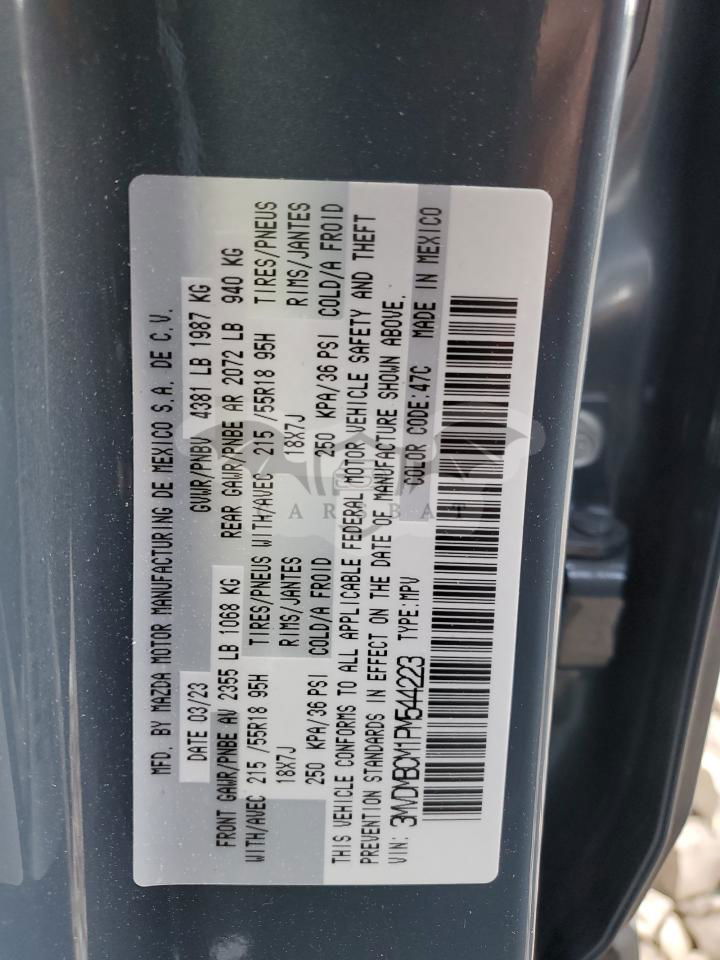 MFD. BY MAZDA MOTOR MANUFACTURING DE MEXICO S.A. DE C.V.
DATE 03/23 GVWR/PNBV 4381 LB 1987 KG
FRONT GAWR/PNBE AV 2355 LB 1068 KG REAR GAWR/PNBE AR 2072 LB 940 KG
WITH/AVEC 215 /55R18 95H TIRES/PNEUS WITH/AVEC 215 /55R18 95H TIRES/PNEUS
18X7J RIMS/JANTES 18X7J RIMS/JANTES
250 KPA/36 PSI COLD/A FROID 250 KPA/36 PSI COLD/A FROID
THIS VEHICLE CONFORMS TO ALL APPLICABLE FEDERAL MOTOR VEHICLE SAFETY AND THEFT
PREVENTION STANDARDS IN EFFECT ON THE DATE OF MANUFACTURE SHOWN ABOVE.
VIN: 3MVDMBCM1PM544223 TYPE:MPV COLOR CODE:47C MADE IN MEXICO
ARSBAT